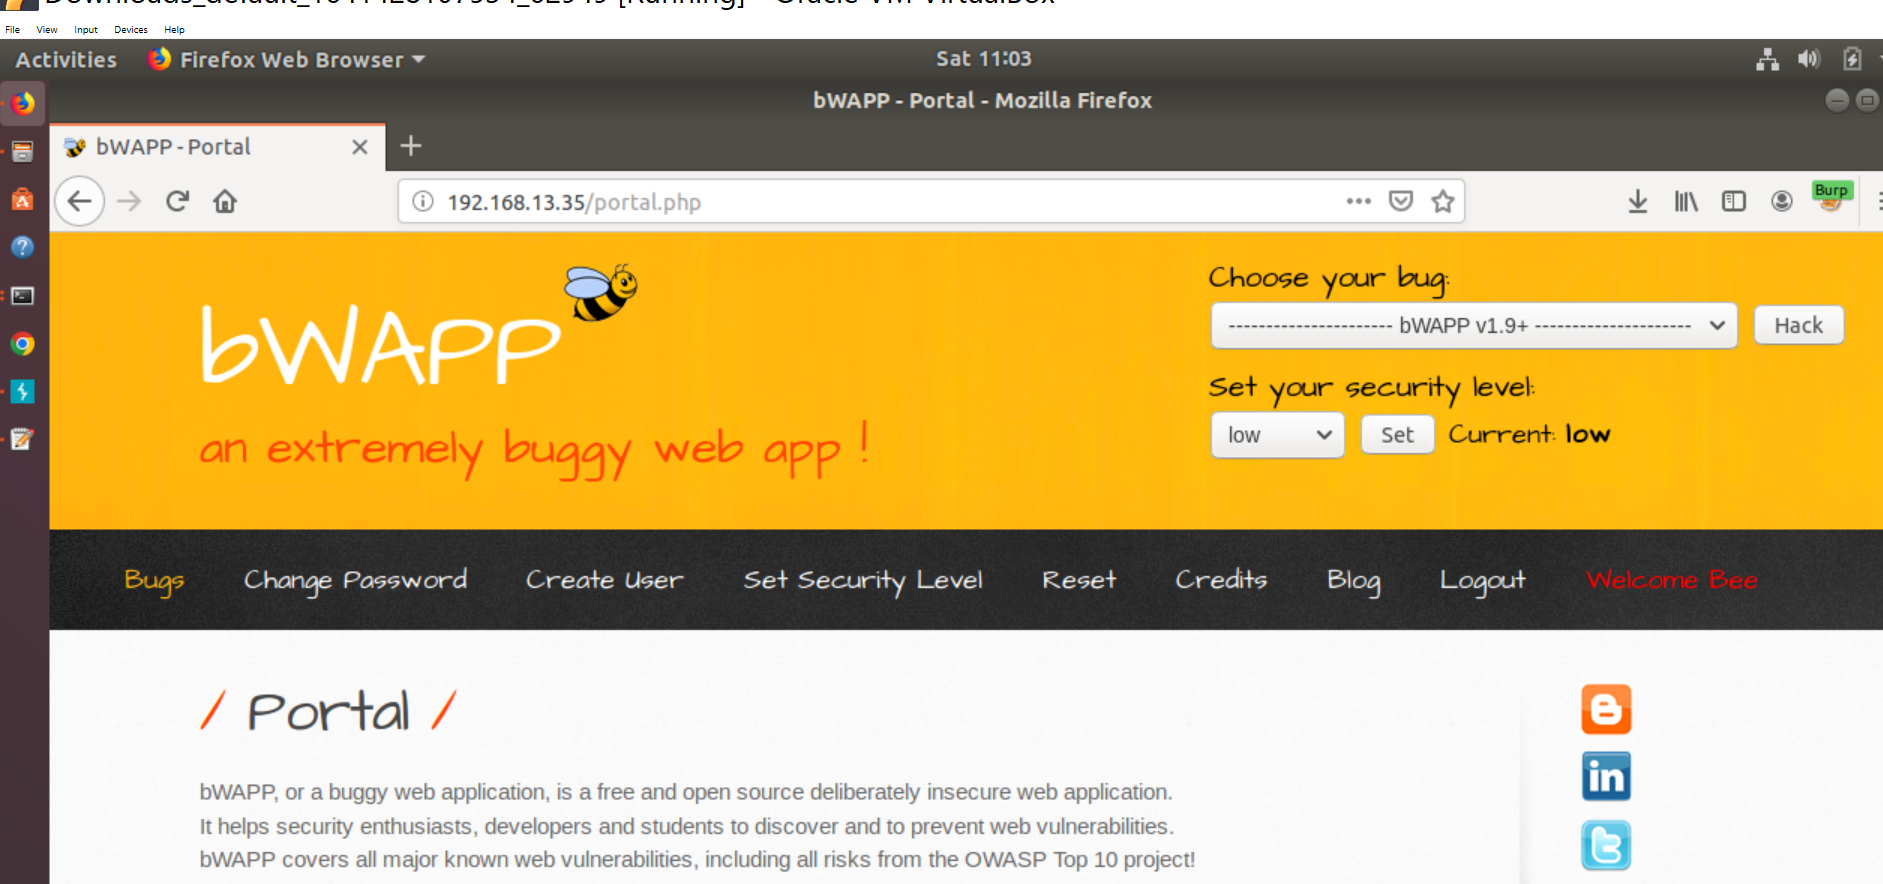 Downloads_default_1641426107554_62949 [Running] - Oracle VM VirtualBox
File View Input Devices Help
Activities Firefox Web Browser Sat 11:03
bWAPP - Portal - Mozilla Firefox
bWAPP - Portal
192.168.13.35/portal.php
Burp
Choose your bug:
---------------------- bWAPP v1.9+ --------------------- Hack
bWAPP
Set your security level:
low Set Current: low
an extremely buggy web app !
Bugs Change Password Create User Set Security Level Reset Credits Blog Logout Welcome Bee
/ Portal /
bWAPP, or a buggy web application, is a free and open source deliberately insecure web application.
It helps security enthusiasts, developers and students to discover and to prevent web vulnerabilities.
bWAPP covers all major known web vulnerabilities, including all risks from the OWASP Top 10 project!